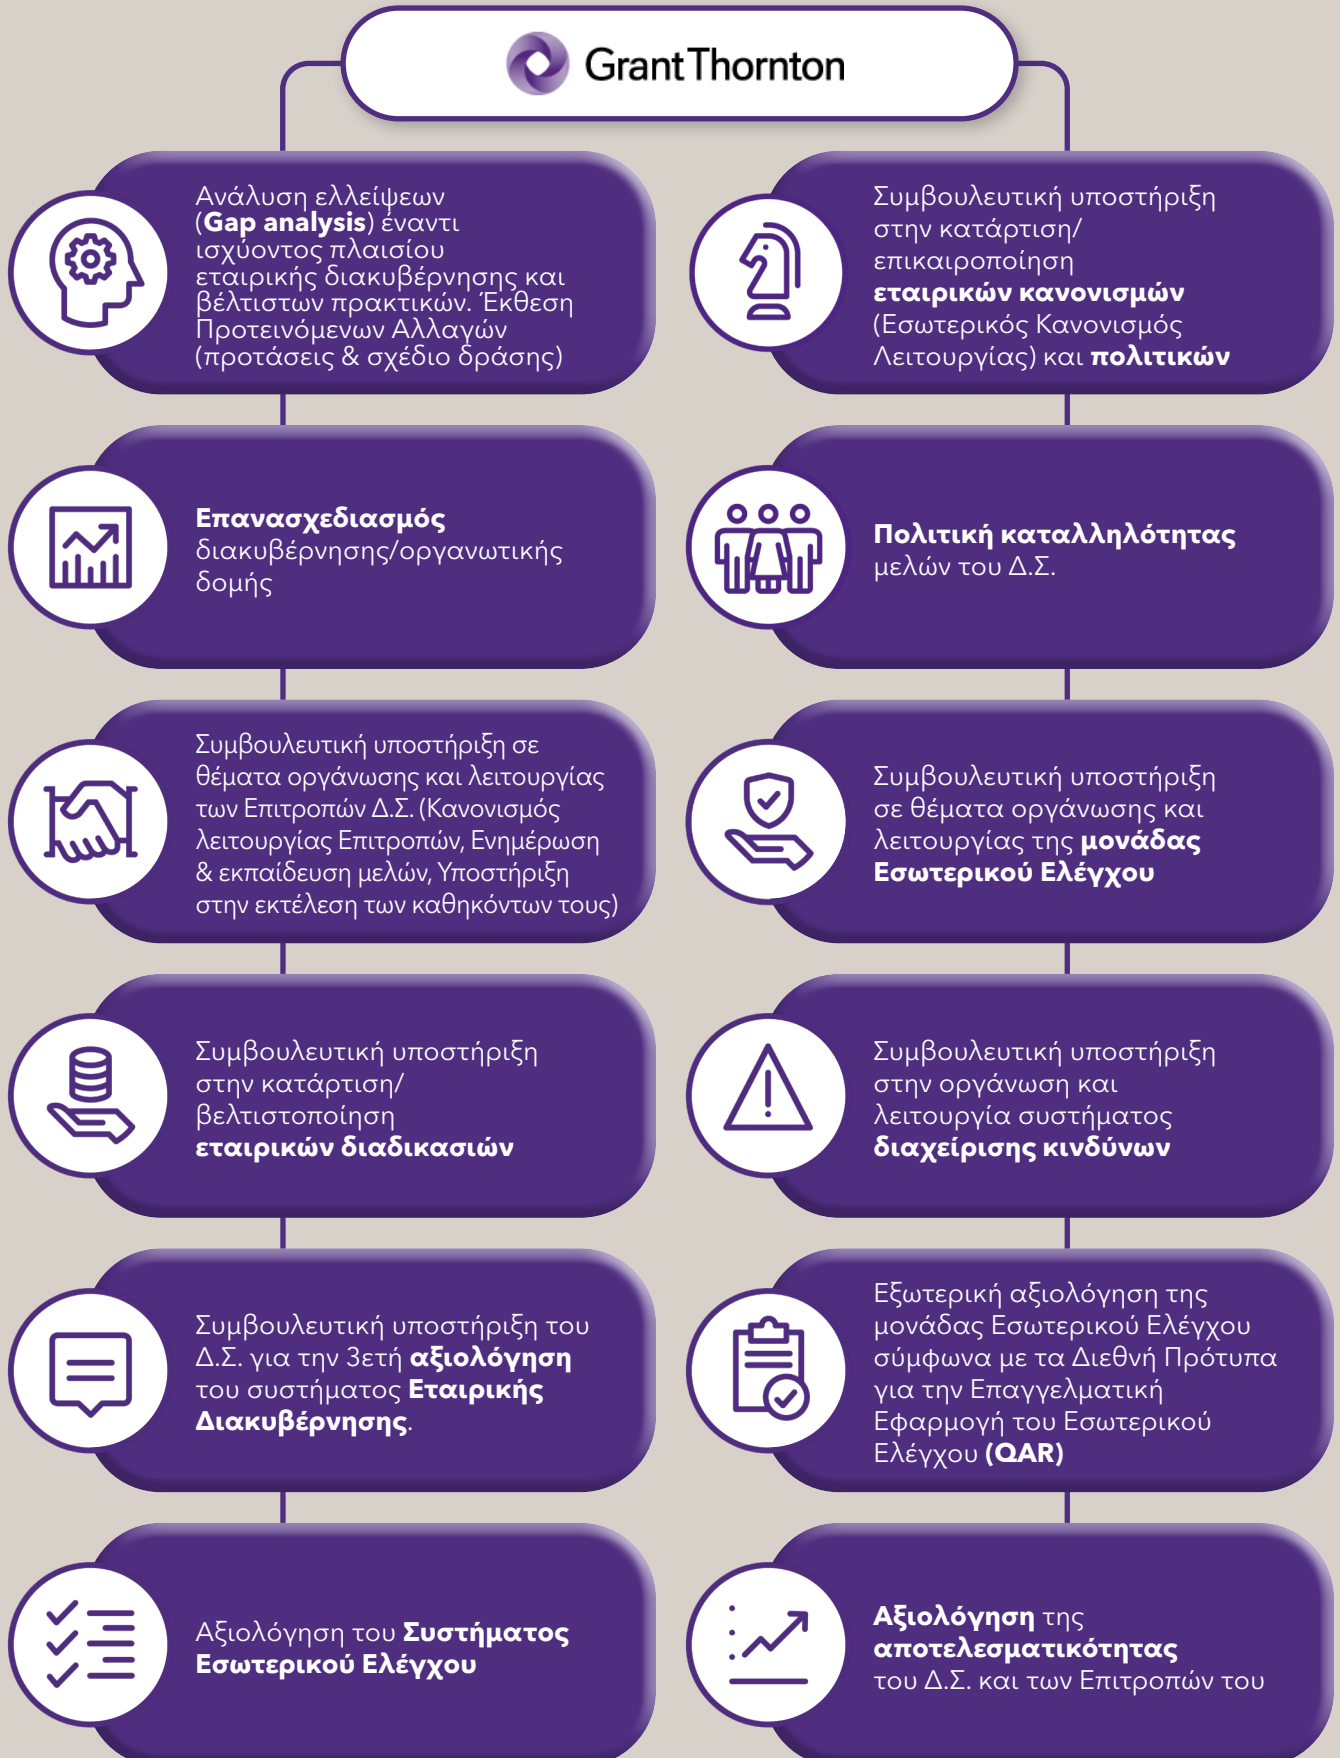 Grant Thornton
Ανάλυση ελλείψεων
(Gap analysis) έναντι
ισχύοντος πλαισίου
εταιρικής διακυβέρνησης και
βέλτιστων πρακτικών. Έκθεση
Προτεινόμενων Αλλαγών
(προτάσεις & σχέδιο δράσης)
Συμβουλευτική υποστήριξη
στην κατάρτιση/
επικαιροποίηση
εταιρικών κανονισμών
(Εσωτερικός Κανονισμός
Λειτουργίας) και πολιτικών
Επανασχεδιασμός
διακυβέρνησης/οργανωτικής
δομής
Πολιτική καταλληλότητας
μελών του Δ.Σ.
Συμβουλευτική υποστήριξη σε
θέματα οργάνωσης και λειτουργίας
των Επιτροπών Δ.Σ. (Κανονισμός
λειτουργίας Επιτροπών, Ενημέρωση
& εκπαίδευση μελών, Υποστήριξη
στην εκτέλεση των καθηκόντων τους)
Συμβουλευτική υποστήριξη
σε θέματα οργάνωσης και
λειτουργίας της μονάδας
Εσωτερικού Ελέγχου
Συμβουλευτική υποστήριξη
στην κατάρτιση/
βελτιστοποίηση
εταιρικών διαδικασιών
Συμβουλευτική υποστήριξη
στην οργάνωση και
λειτουργία συστήματος
διαχείρισης κινδύνων
Συμβουλευτική υποστήριξη του
Δ.Σ. για την 3ετή αξιολόγηση
του συστήματος Εταιρικής
Διακυβέρνησης.
Εξωτερική αξιολόγηση της
μονάδας Εσωτερικού Ελέγχου
σύμφωνα με τα Διεθνή Πρότυπα
για την Επαγγελματική
Εφαρμογή του Εσωτερικού
Ελέγχου (QAR)
Αξιολόγηση του Συστήματος
Εσωτερικού Ελέγχου
Αξιολόγηση της
αποτελεσματικότητας
του Δ.Σ. και των Επιτροπών του